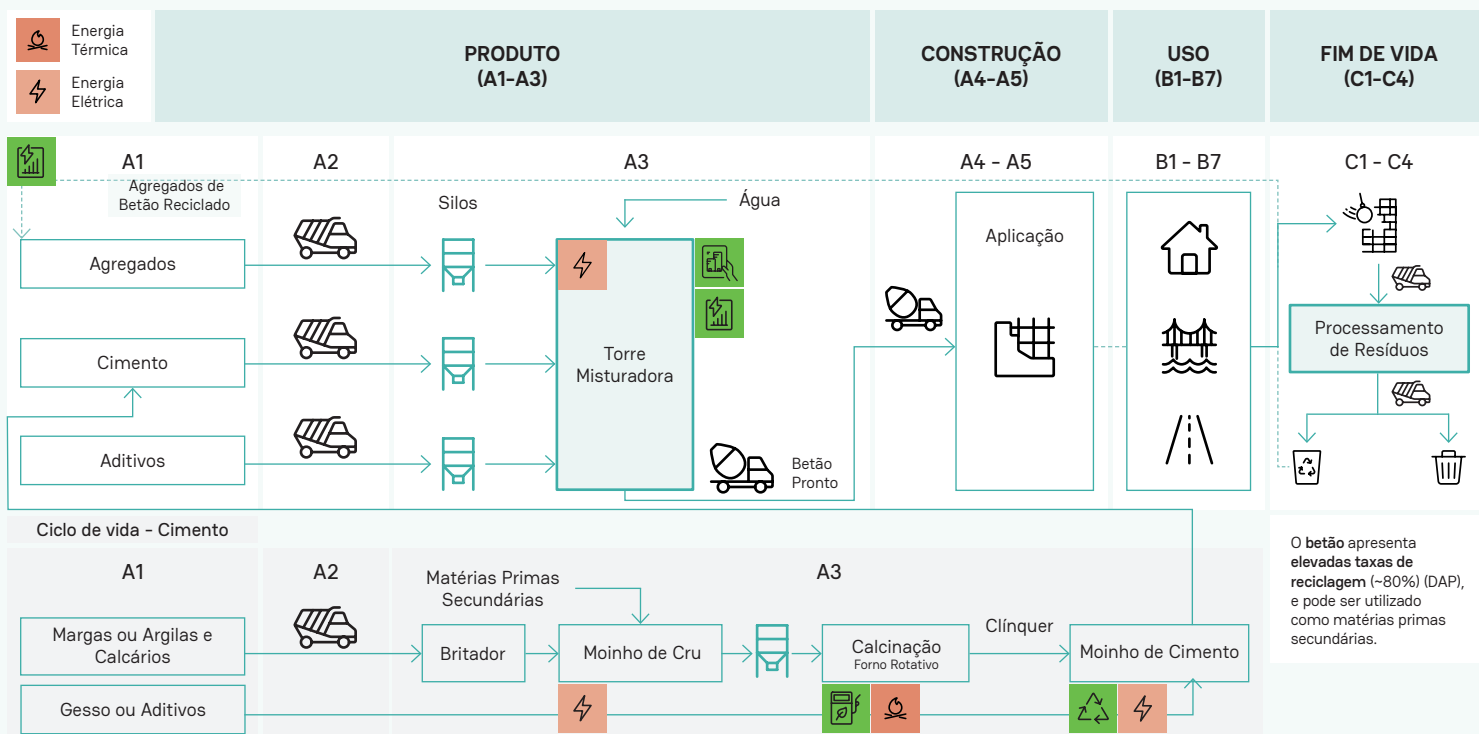 Energia
Térmica
Energia
Elétrica
PRODUTO
(A1-A3)
CONSTRUÇÃO
(A4-A5)
USO
(B1-B7)
FIM DE VIDA
(C1-C4)
A1
A2
A3
A4 - A5
B1 - B7
C1 - C4
Agregados de
Betão Reciclado
Silos
Água
Agregados
Aplicação
Cimento
Torre
Misturadora
Processamento
de Resíduos
Aditivos
Betão
Pronto
Ciclo de vida - Cimento
A1
A2
A3
Matérias Primas
Secundárias
Margas ou Argilas e
Calcários
Britador
Moinho de Cru
Calcinação
Forno Rotativo
Clínquer
Moinho de Cimento
Gesso ou Aditivos
O betão apresenta
elevadas taxas de
reciclagem (~80%) (DAP),
e pode ser utilizado
como matérias primas
secundárias.